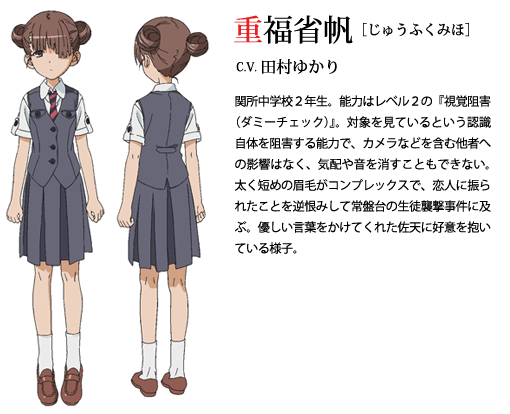 重福省帆［じゅうふくみほ］
C.V. 田村ゆかり
関所中学校２年生。能力はレベル２の『視覚阻害
（ダミーチェック）』。対象を見ているという認識
自体を阻害する能力で、カメラなどを含む他者へ
の影響はなく、気配や音を消すこともできない。
太く短めの眉毛がコンプレックスで、恋人に振ら
れたことを逆恨みして常盤台の生徒襲撃事件に及
ぶ。優しい言葉をかけてくれた佐天に好意を抱い
ている様子。